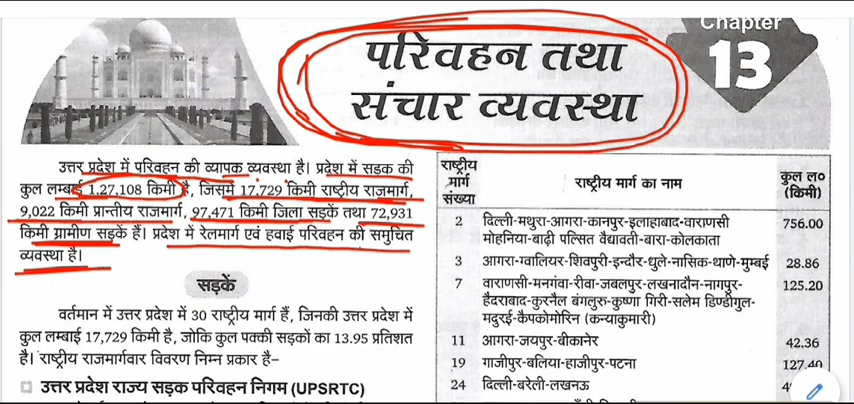 Chapter
13
परिवहन तथा
संचार व्यवस्था
उत्तर प्रदेश में परिवहन की व्यापक व्यवस्था है। प्रदेश में सड़क की
कुल लम्बाई 1,27,108 किमी है, जिसमें 17,729 किमी राष्ट्रीय राजमार्ग,
9,022 किमी प्रान्तीय राजमार्ग, 97,471 किमी जिला सड़कें तथा 72,931
किमी ग्रामीण सड़कें हैं। प्रदेश में रेलमार्ग एवं हवाई परिवहन की समुचित
व्यवस्था है।
सड़कें
वर्तमान में उत्तर प्रदेश में 30 राष्ट्रीय मार्ग हैं, जिनकी उत्तर प्रदेश में
कुल लम्बाई 17,729 किमी है, जोकि कुल पक्की सड़कों का 13.95 प्रतिशत
है। राष्ट्रीय राजमार्गवार विवरण निम्न प्रकार है–
उत्तर प्रदेश राज्य सड़क परिवहन निगम (UPSRTC)
राष्ट्रीय मार्ग संख्या राष्ट्रीय मार्ग का नाम कुल ल० (किमी)
2 दिल्ली-मथुरा-आगरा-कानपुर-इलाहाबाद-वाराणसी 756.00
मोहनिया-बाढ़ी पल्सित वैद्यावती-बारा-कोलकाता
3 आगरा-ग्वालियर-शिवपुरी-इन्दौर-धुले-नासिक-थाणे-मुम्बई 28.86
7 वाराणसी-मनगंवा-रीवा-जबलपुर-लखनादौन-नागपुर- 125.20
हैदराबाद-कुरनैल बंगलुरु-कुष्णा गिरी-सलेम डिण्डीगुल-
मदुरई-कैपकोमोरिन (कन्याकुमारी)
11 आगरा-जयपुर-बीकानेर 42.36
19 गाजीपुर-बलिया-हाजीपुर-पटना 127.40
24 दिल्ली-बरेली-लखनऊ